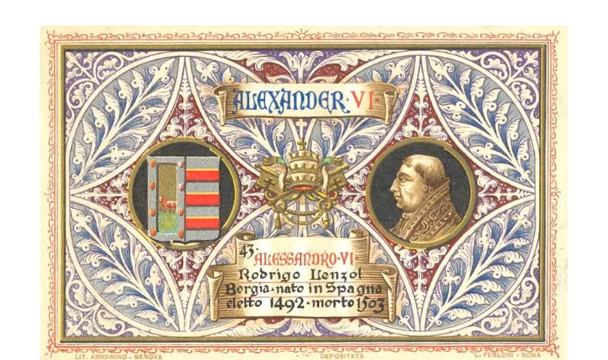 ALEXANDER·VI·
43·
ALESSANDRO·VI·
Rodrigo Lenzol
Borgia·nato in Spagna
eletto 1492·morto 1503
LIT. ARMANINO - GENOVA
DEPOSITATA
C. FERLONI - ROMA